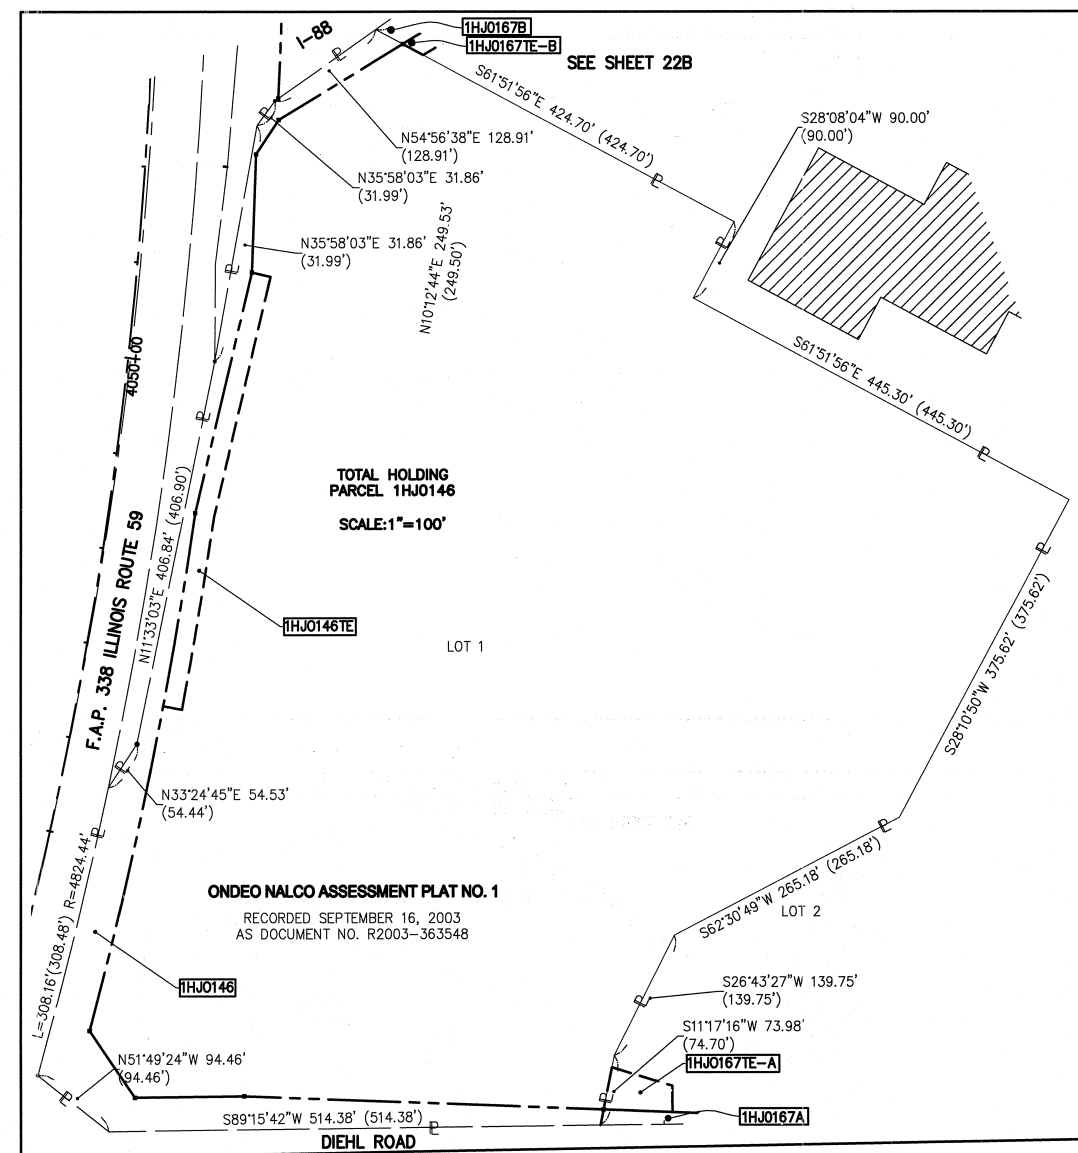 I-88
1HJ0167B
1HJ0167TE-B
SEE SHEET 22B
S61°51'56"E 424.70' (424.70')
S28°08'04"W 90.00'
(90.00')
N54°56'38"E 128.91'
(128.91')
N35°58'03"E 31.86'
(31.99')
N35°58'03"E 31.86'
(31.99')
N10°12'44"E 249.53'
(249.50')
4050+00
S61°51'56"E 445.30' (445.30')
TOTAL HOLDING
PARCEL 1HJ0146
SCALE:1"=100'
F.A.P. 338 ILLINOIS ROUTE 59
N11°33'03"E 406.84' (406.90')
1HJ0146TE
LOT 1
S28°10'50"W 375.62' (375.62')
N33°24'45"E 54.53'
(54.44')
S62°30'49"W 265.18' (265.18')
LOT 2
ONDEO NALCO ASSESSMENT PLAT NO. 1
RECORDED SEPTEMBER 16, 2003
AS DOCUMENT NO. R2003-363548
L=308.16'(308.48') R=4824.44'
1HJ0146
S26°43'27"W 139.75'
(139.75')
S11°17'16"W 73.98'
(74.70')
1HJ0167TE-A
N51°49'24"W 94.46'
(94.46')
1HJ0167A
S89°15'42"W 514.38' (514.38')
DIEHL ROAD